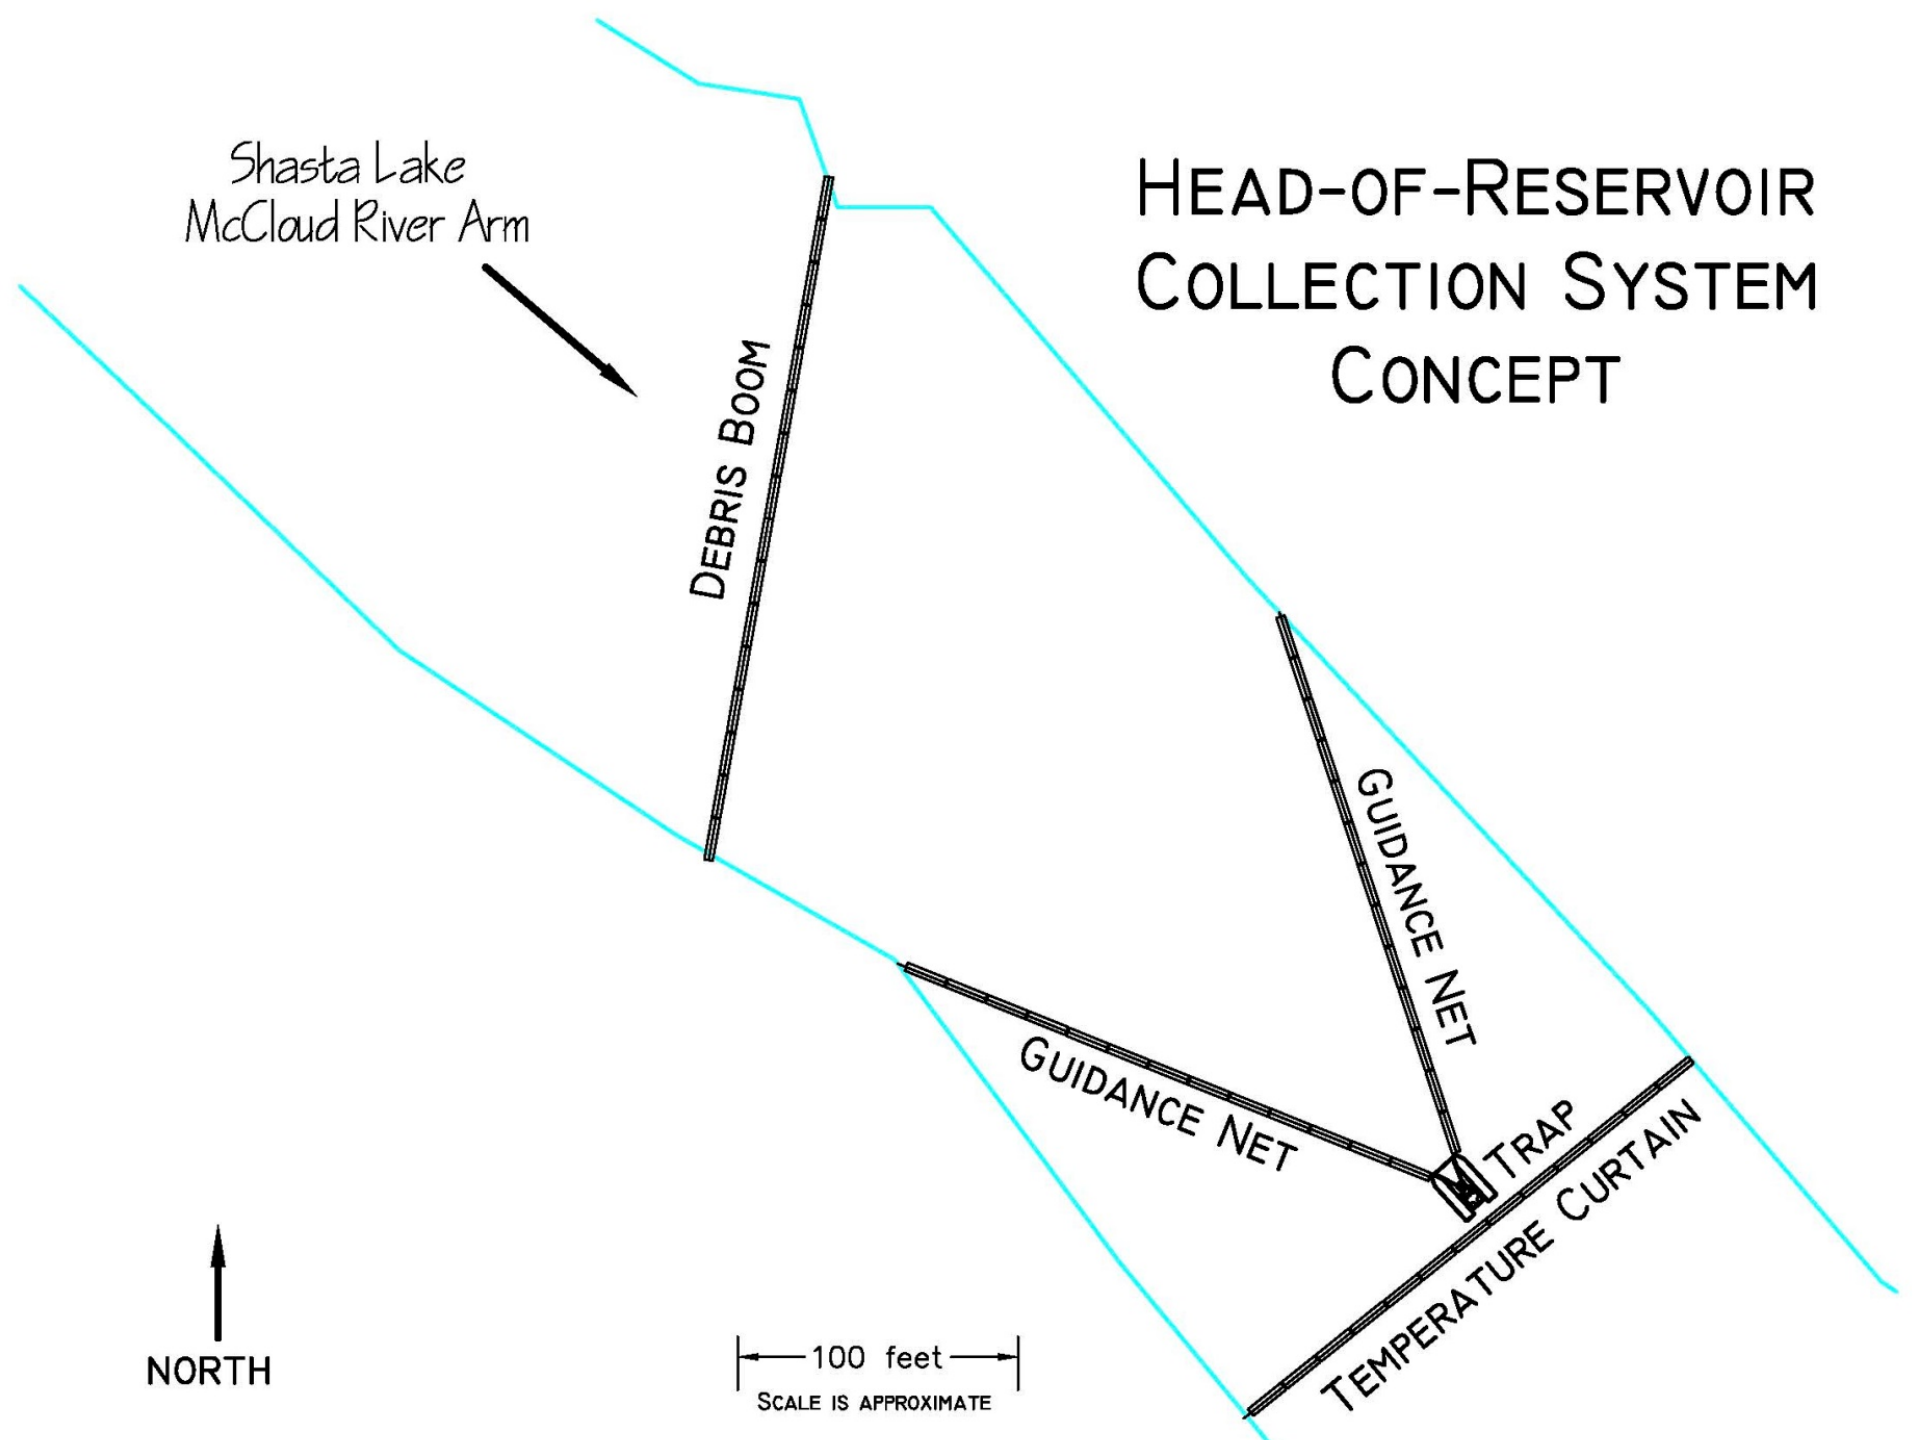 Shasta Lake
McCloud River Arm
HEAD-OF-RESERVOIR
COLLECTION SYSTEM
CONCEPT
DEBRIS BOOM
GUIDANCE NET
GUIDANCE NET
TRAP
TEMPERATURE CURTAIN
NORTH
100 feet
SCALE IS APPROXIMATE